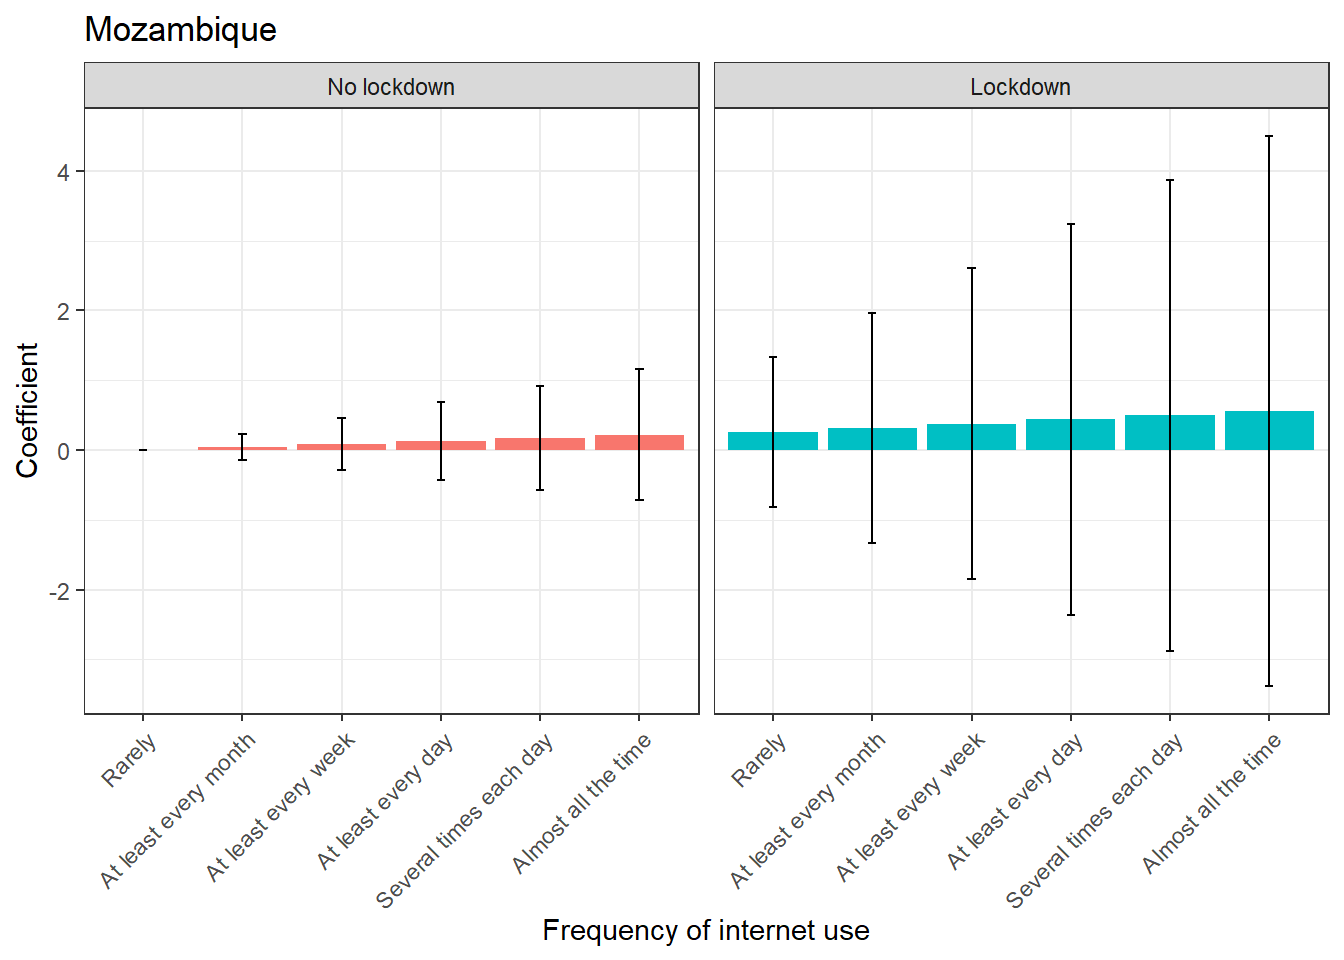 Mozambique
No lockdown
Lockdown
Coefficient
4
2
0
-2
Rarely
At least every month
At least every week
At least every day
Several times each day
Almost all the time
Rarely
At least every month
At least every week
At least every day
Several times each day
Almost all the time
Frequency of internet use